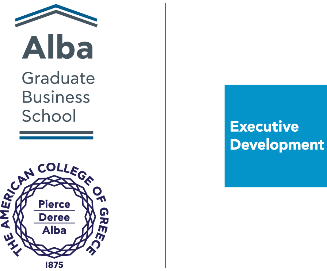 Alba
Graduate
Business
School
THE AMERICAN COLLEGE OF GREECE
Pierce
Deree
Alba
1875
Executive
Development